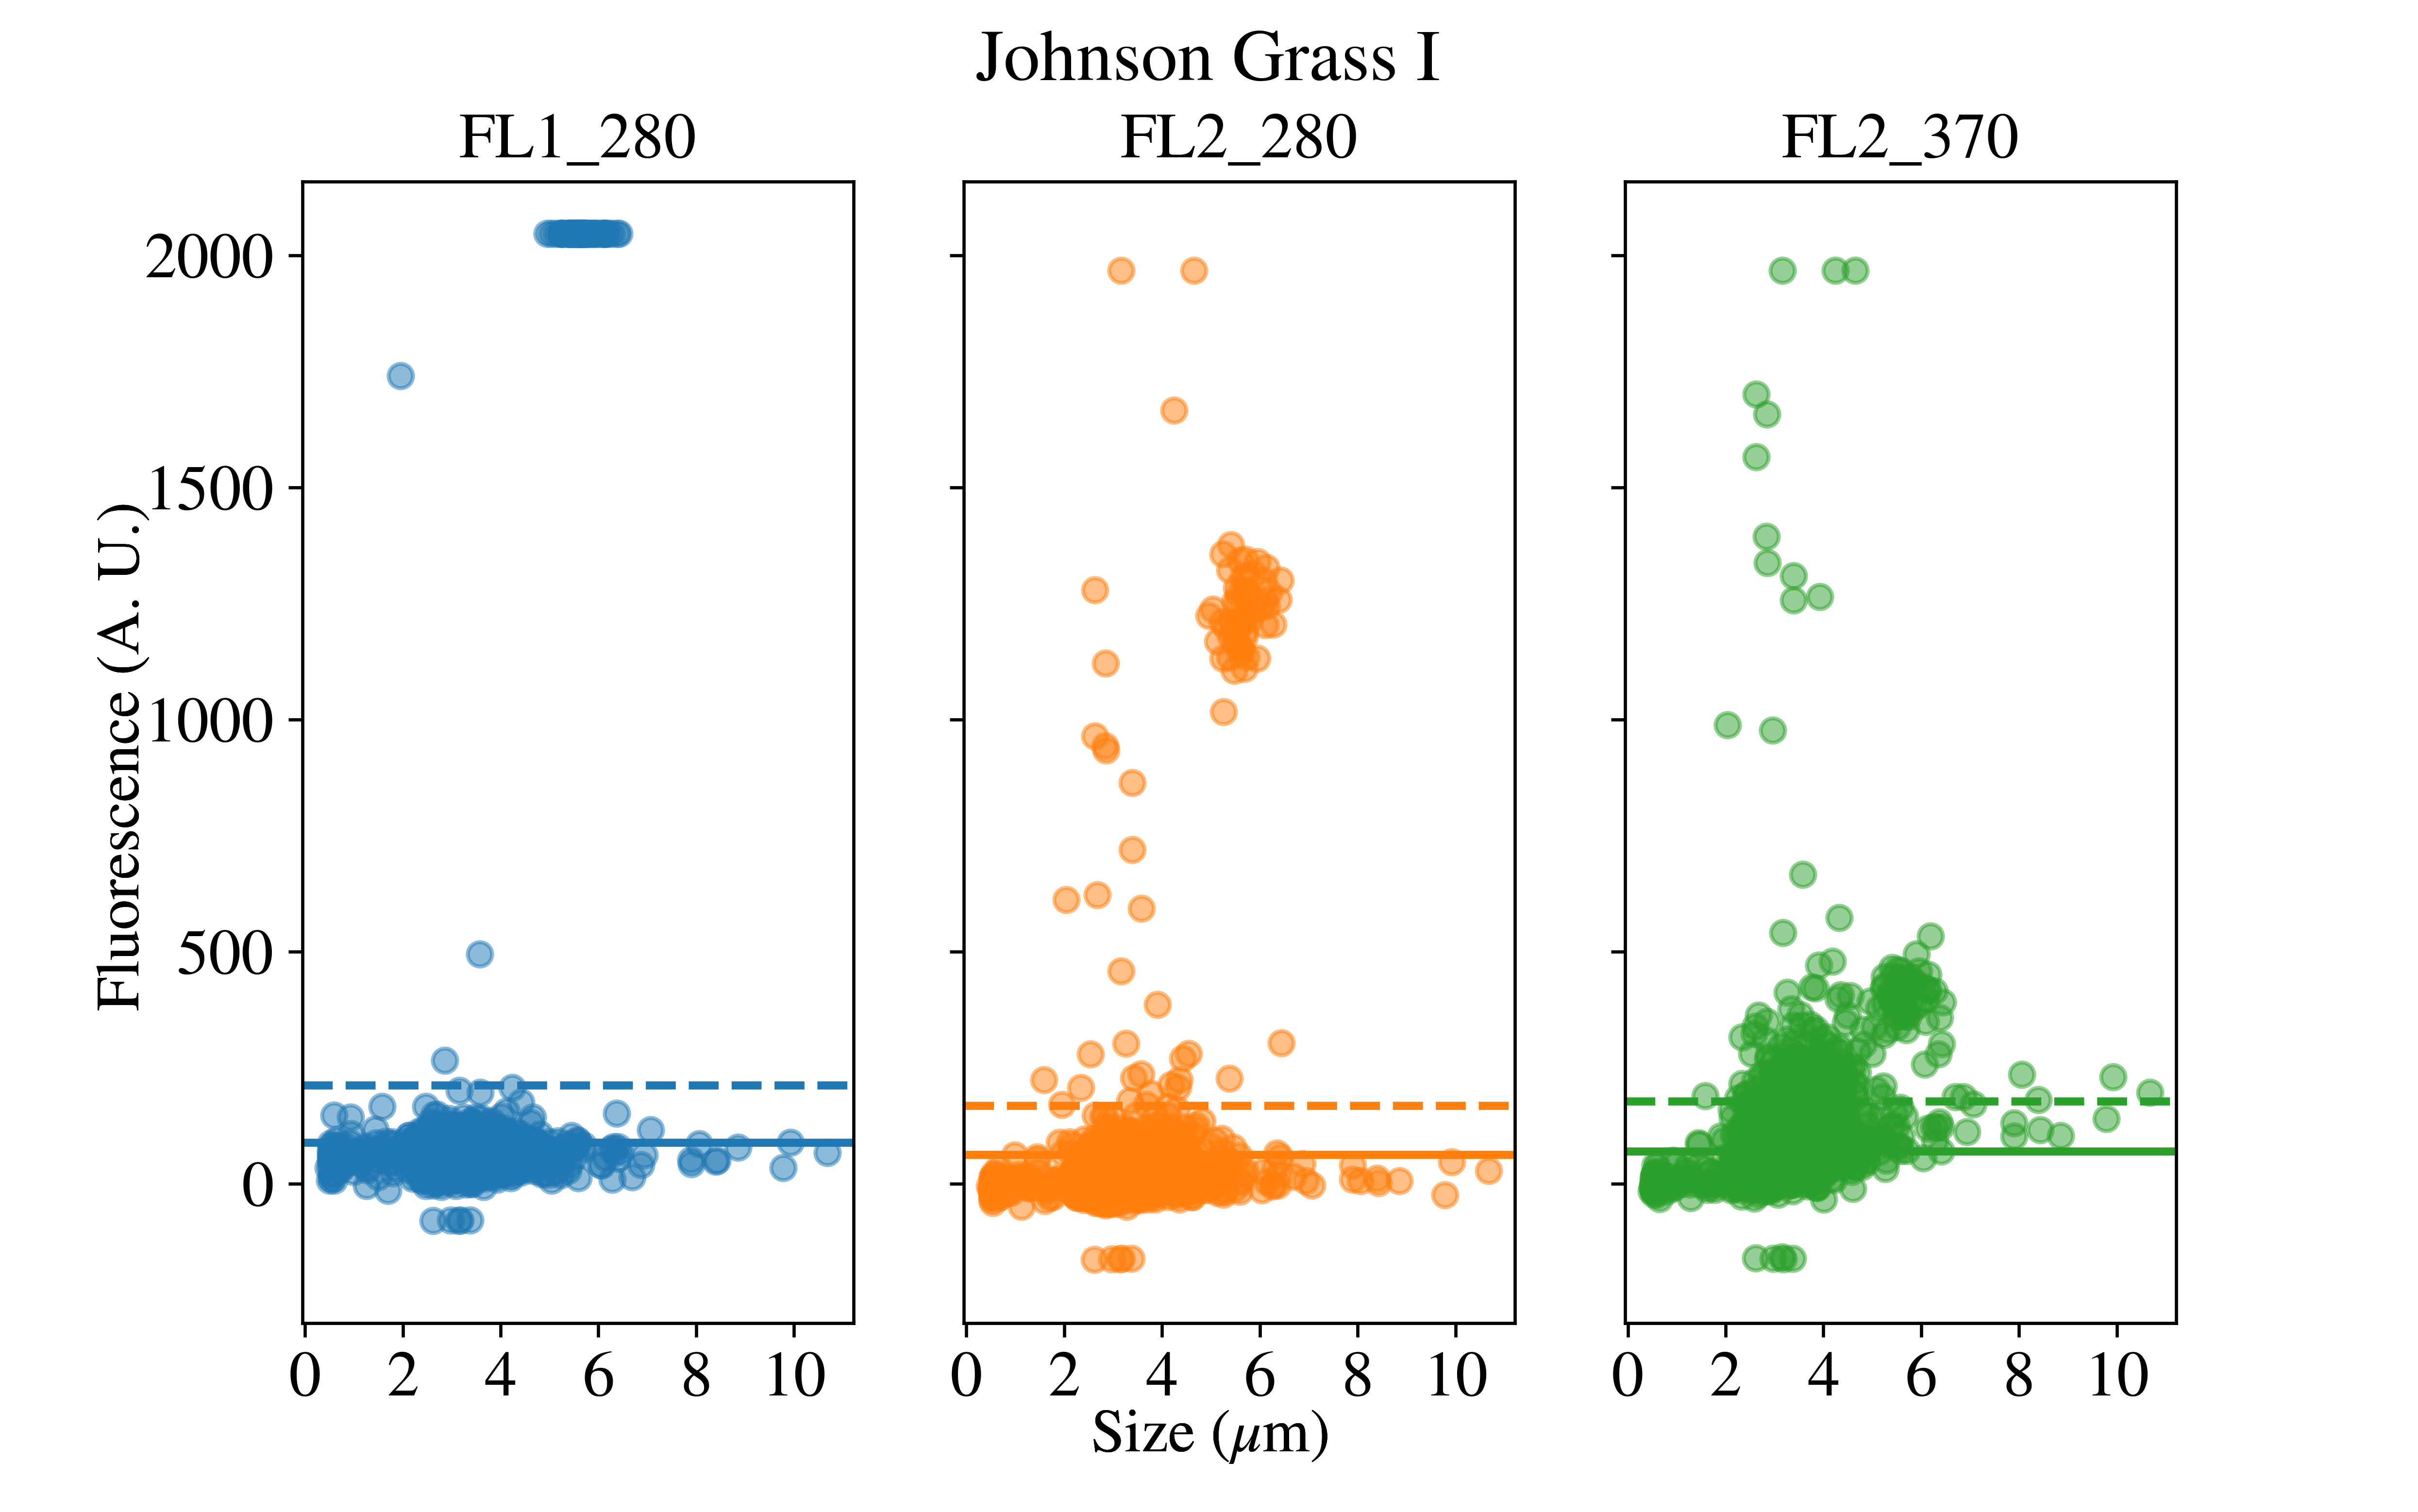 Johnson Grass I
FL1_280
FL2_280
FL2_370
Fluorescence (A. U.)
2000
1500
1000
500
0
0 2 4 6 8 10
0 2 4 6 8 10
0 2 4 6 8 10
Size (μm)